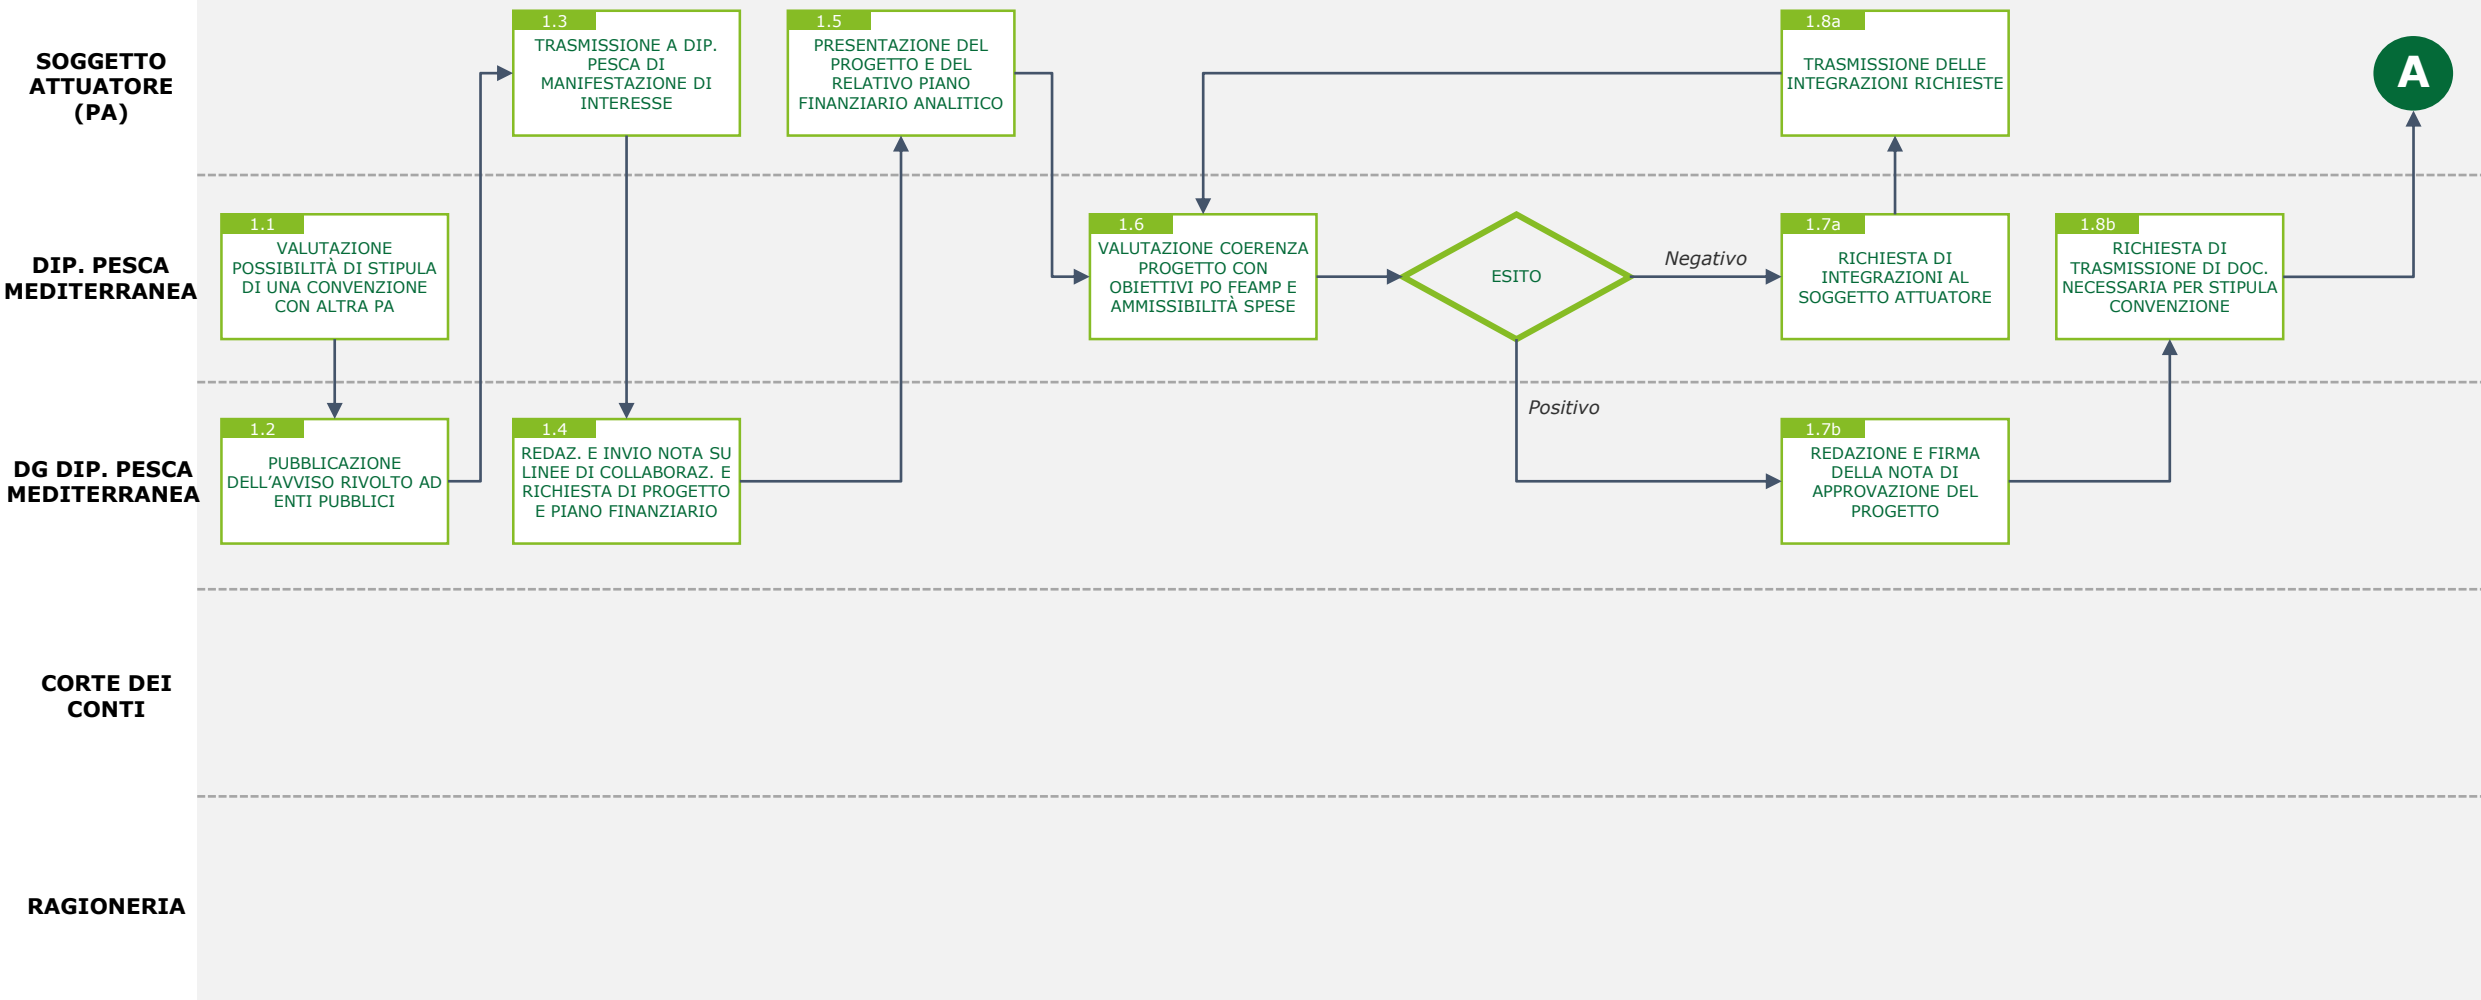 SOGGETTO
ATTUATORE
(PA)
1.3
TRASMISSIONE A DIP.
PESCA DI
MANIFESTAZIONE DI
INTERESSE
1.5
PRESENTAZIONE DEL
PROGETTO E DEL
RELATIVO PIANO
FINANZIARIO ANALITICO
1.8a
TRASMISSIONE DELLE
INTEGRAZIONI RICHIESTE
A
DIP. PESCA
MEDITERRANEA
1.1
VALUTAZIONE
POSSIBILITÀ DI STIPULA
DI UNA CONVENZIONE
CON ALTRA PA
1.6
VALUTAZIONE COERENZA
PROGETTO CON
OBIETTIVI PO FEAMP E
AMMISSIBILITÀ SPESE
ESITO
Negativo
1.7a
RICHIESTA DI
INTEGRAZIONI AL
SOGGETTO ATTUATORE
1.8b
RICHIESTA DI
TRASMISSIONE DI DOC.
NECESSARIA PER STIPULA
CONVENZIONE
Positivo
DG DIP. PESCA
MEDITERRANEA
1.2
PUBBLICAZIONE
DELL'AVVISO RIVOLTO AD
ENTI PUBBLICI
1.4
REDAZ. E INVIO NOTA SU
LINEE DI COLLABORAZ. E
RICHIESTA DI PROGETTO
E PIANO FINANZIARIO
1.7b
REDAZIONE E FIRMA
DELLA NOTA DI
APPROVAZIONE DEL
PROGETTO
CORTE DEI
CONTI
RAGIONERIA